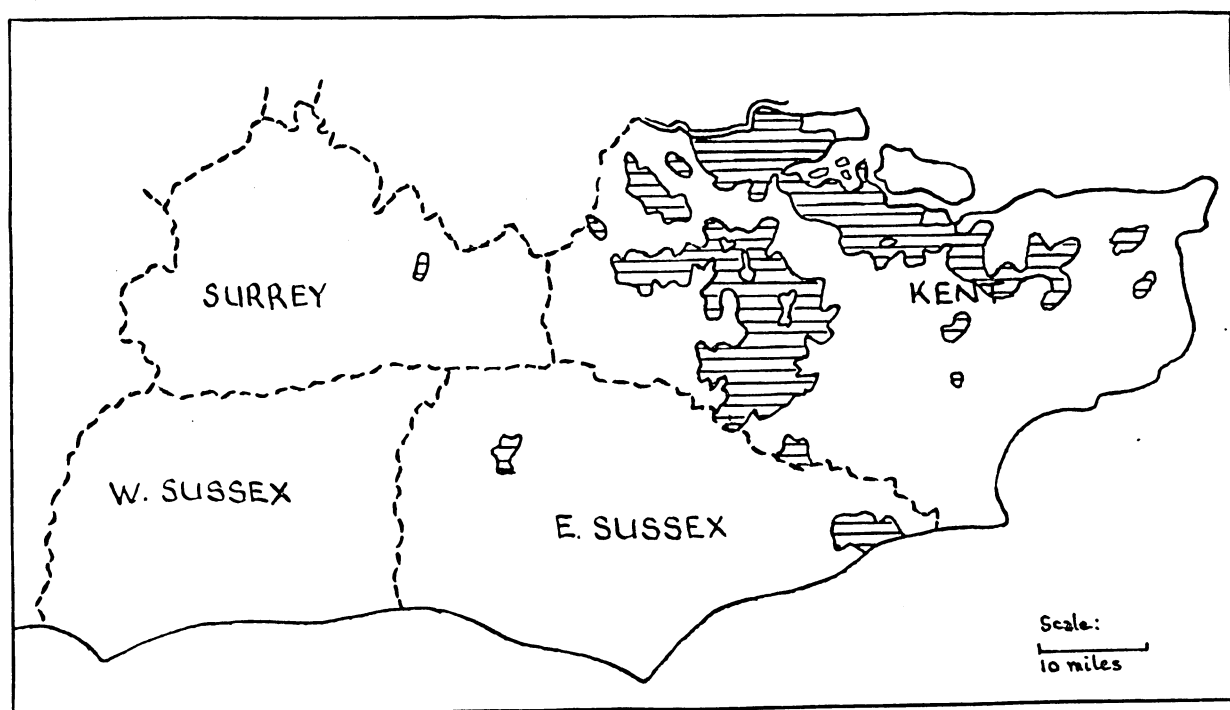 SURREY
KENT
W. SUSSEX
E. SUSSEX
Scale:
10 miles